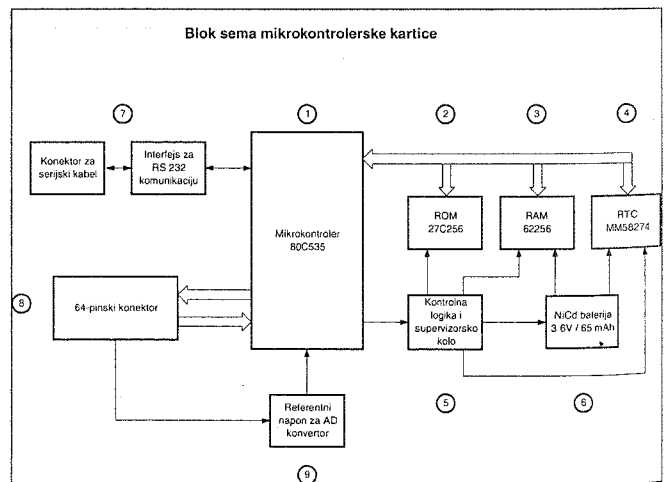 Blok sema mikrokontrolerske kartice
7
1
2
3
4
Konektor za
serijski kabel
Interfejs za
RS 232
komunikaciju
Mikrokontroler
80C535
ROM
27C256
RAM
62256
RTC
MM58274
8
64-pinski konektor
Kontrolna
logika i
supervizorsko
kolo
NiCd baterija
3 6V / 65 mAh
5
6
Referentni
napon za AD
konvertor
9